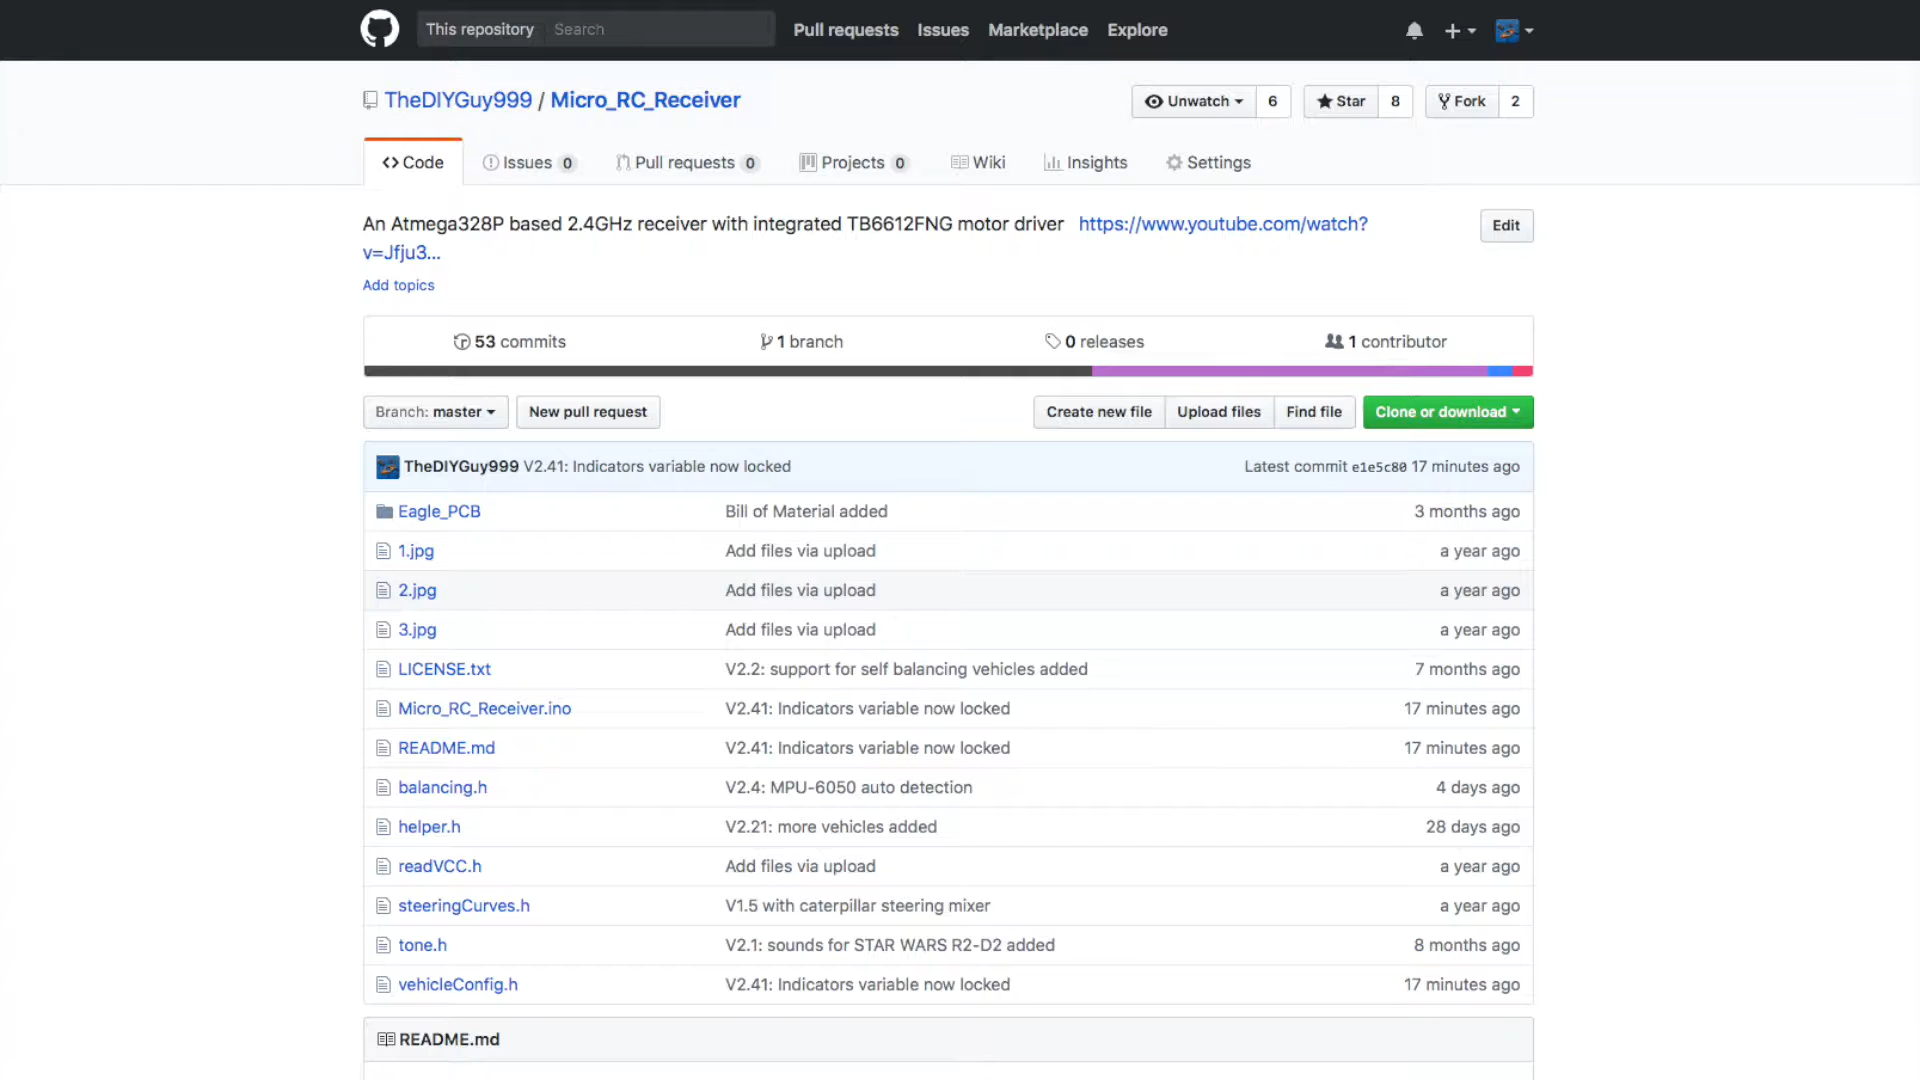 This repository Search Pull requests Issues Marketplace Explore
TheDIYGuy999 / Micro_RC_Receiver Unwatch 6 Star 8 Fork 2
Code Issues 0 Pull requests 0 Projects 0 Wiki Insights Settings
An Atmega328P based 2.4GHz receiver with integrated TB6612FNG motor driver https://www.youtube.com/watch? Edit
v=Jfju3...
Add topics
53 commits 1 branch 0 releases 1 contributor
Branch: master New pull request Create new file Upload files Find file Clone or download
TheDIYGuy999 V2.41: Indicators variable now locked Latest commit e1e5c80 17 minutes ago
Eagle_PCB Bill of Material added 3 months ago
1.jpg Add files via upload a year ago
2.jpg Add files via upload a year ago
3.jpg Add files via upload a year ago
LICENSE.txt V2.2: support for self balancing vehicles added 7 months ago
Micro_RC_Receiver.ino V2.41: Indicators variable now locked 17 minutes ago
README.md V2.41: Indicators variable now locked 17 minutes ago
balancing.h V2.4: MPU-6050 auto detection 4 days ago
helper.h V2.21: more vehicles added 28 days ago
readVCC.h Add files via upload a year ago
steeringCurves.h V1.5 with caterpillar steering mixer a year ago
tone.h V2.1: sounds for STAR WARS R2-D2 added 8 months ago
vehicleConfig.h V2.41: Indicators variable now locked 17 minutes ago
README.md